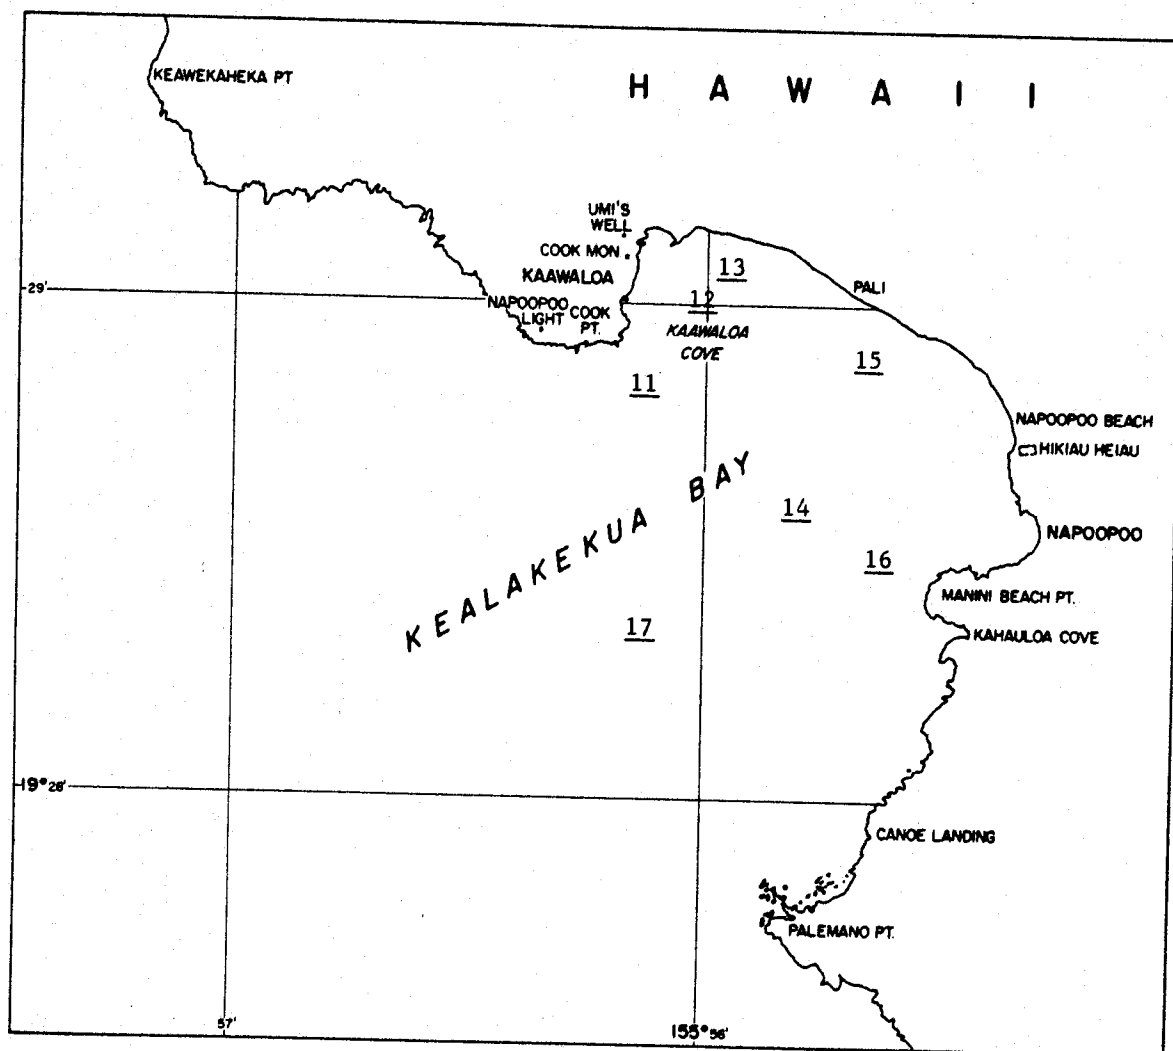 KEAWEKAHEKA PT
H A W A I I
UMI'S
WELL
COOK MON
KAAWALOA
13
PALI
29'
NAPOOPOO
LIGHT
COOK
PT.
12
KAAWALOA
COVE
11
15
NAPOOPOO BEACH
HIKIAU HEIAU
KEALAKEKUA BAY
14
NAPOOPOO
16
MANINI BEACH PT.
17
KAHAULOA COVE
19° 28'
CANOE LANDING
PALEMANO PT.
57'
155° 56'